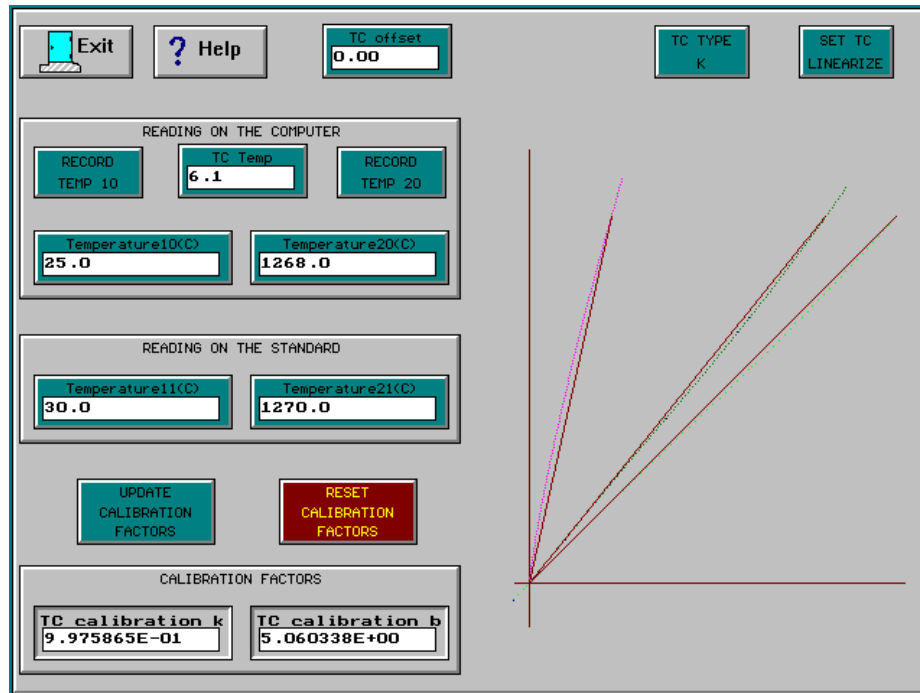 Exit
Help
TC offset
0.00
TC TYPE
K
SET TC
LINEARIZE
READING ON THE COMPUTER
RECORD
TEMP 10
TC Temp
6.1
RECORD
TEMP 20
Temperature10(C)
25.0
Temperature20(C)
1268.0
READING ON THE STANDARD
Temperature11(C)
30.0
Temperature21(C)
1270.0
UPDATE
CALIBRATION
FACTORS
RESET
CALIBRATION
FACTORS
CALIBRATION FACTORS
TC calibration k
9.975865E-01
TC calibration b
5.060338E+00